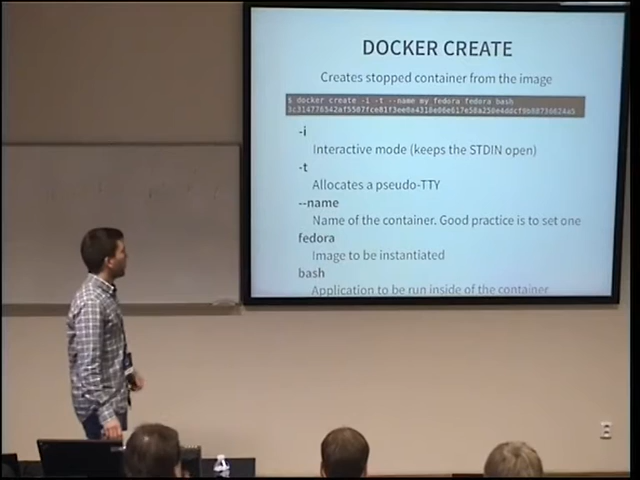 DOCKER CREATE
Creates stopped container from the image
$ docker create -i -t --name my_fedora fedora bash
-i
Interactive mode (keeps the STDIN open)
-t
Allocates a pseudo-TTY
--name
Name of the container. Good practice is to set one
fedora
Image to be instantiated
bash
Application to be run inside of the container